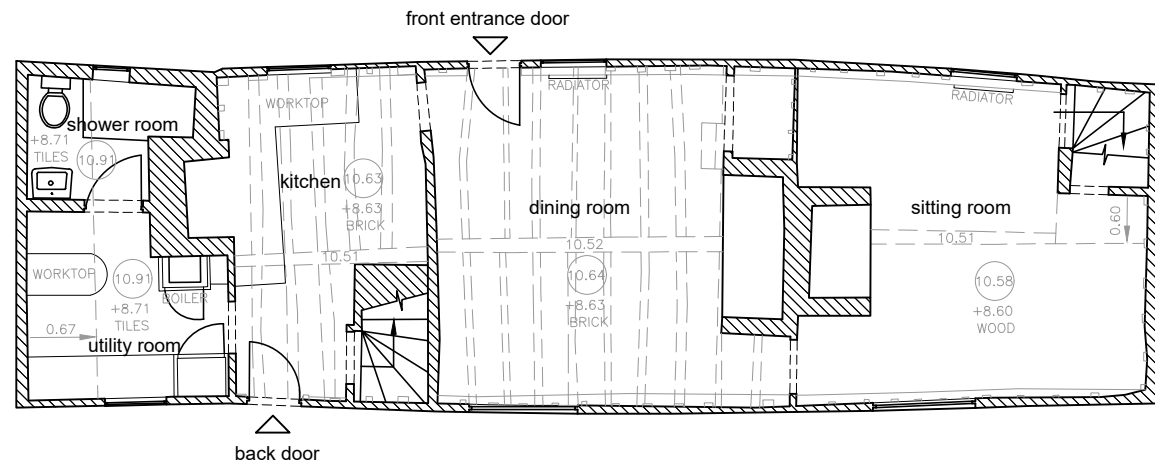 front entrance door
RADIATOR
RADIATOR
WORKTOP
shower room
+8.71
TILES
10.91
kitchen
10.63
+8.63
BRICK
dining room
sitting room
0.60
10.51
10.52
10.51
WORKTOP
10.91
BOILER
+8.71
TILES
0.67
utility room
10.64
+8.63
BRICK
10.58
+8.60
WOOD
back door